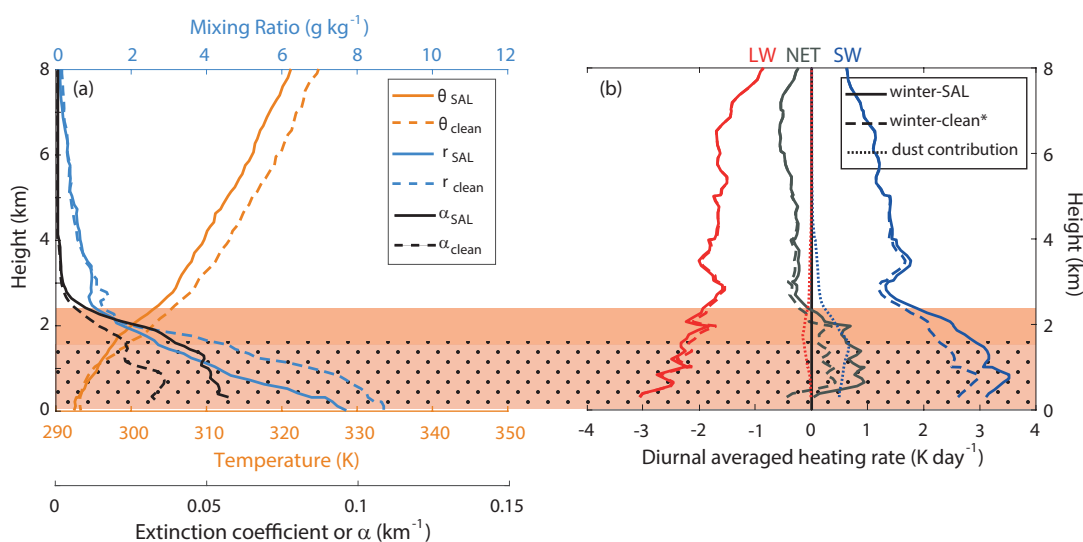 Mixing Ratio (g kg-1)
0 2 4 6 8 10 12
LW NET SW
8
6
4
2
0
Height (km)
(a)
θ SAL
θ clean
r SAL
r clean
α SAL
α clean
290 300 310 320 330 340 350
Temperature (K)
0 0.05 0.1 0.15
Extinction coefficient or α (km-1)
(b)
winter-SAL
winter-clean*
dust contribution
8
6
4
2
0
Height (km)
-4 -3 -2 -1 0 1 2 3 4
Diurnal averaged heating rate (K day-1)